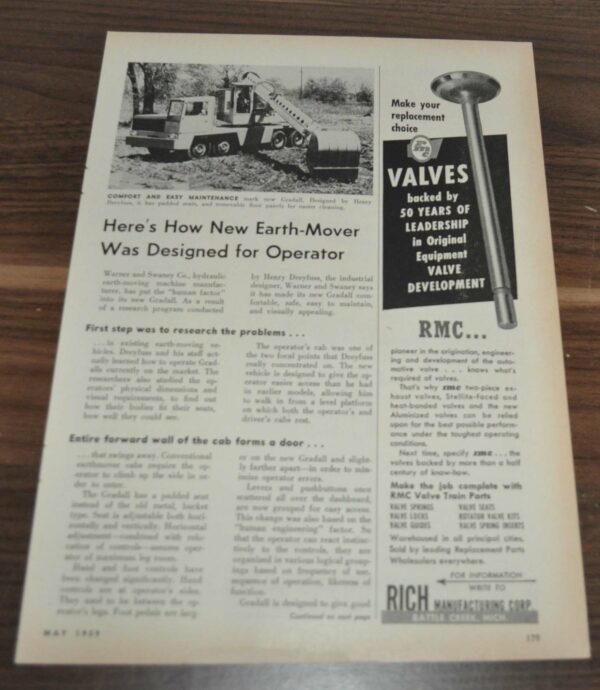 COMFORT AND EASY MAINTENANCE mark new Gradall. Designed by Henry
Dreyfuss, it has padded seats, and removable floor panels for easier cleaning.
Here's How New Earth-Mover
Was Designed for Operator
Warner and Swasey Co., hydraulic
earth-moving machine manufac-
turer, has put the "human factor"
into its new Gradall. As a result
of a research program conducted
by Henry Dreyfuss, the industrial
designer, Warner and Swasey says
it has made its new Gradall com-
fortable, safe, easy to maintain,
and visually appealing.
First step was to research the problems . . .
. . . in existing earth-moving ve-
hicles. Dreyfuss and his staff act-
ually learned how to operate Grad-
alls currently on the market. The
researchers also studied the op-
erators' physical dimensions and
visual requirements, to find out
how their bodies fit their seats,
how well they could see.
The operator's cab was one of
the two focal points that Dreyfuss
really concentrated on. The new
vehicle is designed to give the op-
erator easier access than he had
in earlier models, allowing him
to walk in from a level platform
on which both the operator's and
driver's cabs rest.
Entire forward wall of the cab forms a door . . .
. . . that swings away. Conventional
earthmover cabs require the op-
erator to climb up the side in or-
der to enter.
The Gradall has a padded seat
instead of the old metal, bucket
type. Seat is adjustable both hori-
zontally and vertically. Horizontal
adjustment—combined with relo-
cation of controls—assures oper-
ator of maximum leg room.
Hand and foot controls have
been changed significantly. Hand
controls are at operator's sides.
They used to be between the op-
erator's legs. Foot pedals are larg-
er on the new Gradall and slight-
ly farther apart—in order to min-
imize operator errors.
Levers and pushbuttons once
scattered all over the dashboard,
are now grouped for easy access.
This change was also based on the
"human engineering" factor. So
that the operator can react instinc-
tively to the controls, they are
organized in various logical group-
ings based on frequency of use,
sequence of operation, likeness of
function.
Gradall is designed to give good
Continued on next page
MAY 1959
Make your
replacement
choice
rmc
VALVES
backed by
50 YEARS OF
LEADERSHIP
in Original
Equipment
VALVE
DEVELOPMENT
RMC...
pioneer in the origination, engineer-
ing and development of the auto-
motive valve . . . knows what's
required of valves.
That's why rmc two-piece ex-
haust valves, Stellite-faced and
heat-bonded valves and the new
Aluminized valves can be relied
upon for the best possible perform-
ance under the toughest operating
conditions.
Next time, specify rmc . . . the
valves backed by more than a half
century of know-how.
Make the job complete with
RMC Valve Train Parts
VALVE SPRINGS VALVE SEATS
VALVE LOCKS ROTATOR VALVE KITS
VALVE GUIDES VALVE SPRING INSERTS
Warehoused in all principal cities.
Sold by leading Replacement Parts
Wholesalers everywhere.
FOR INFORMATION
WRITE TO
RICH MANUFACTURING CORP.
BATTLE CREEK, MICH.
179